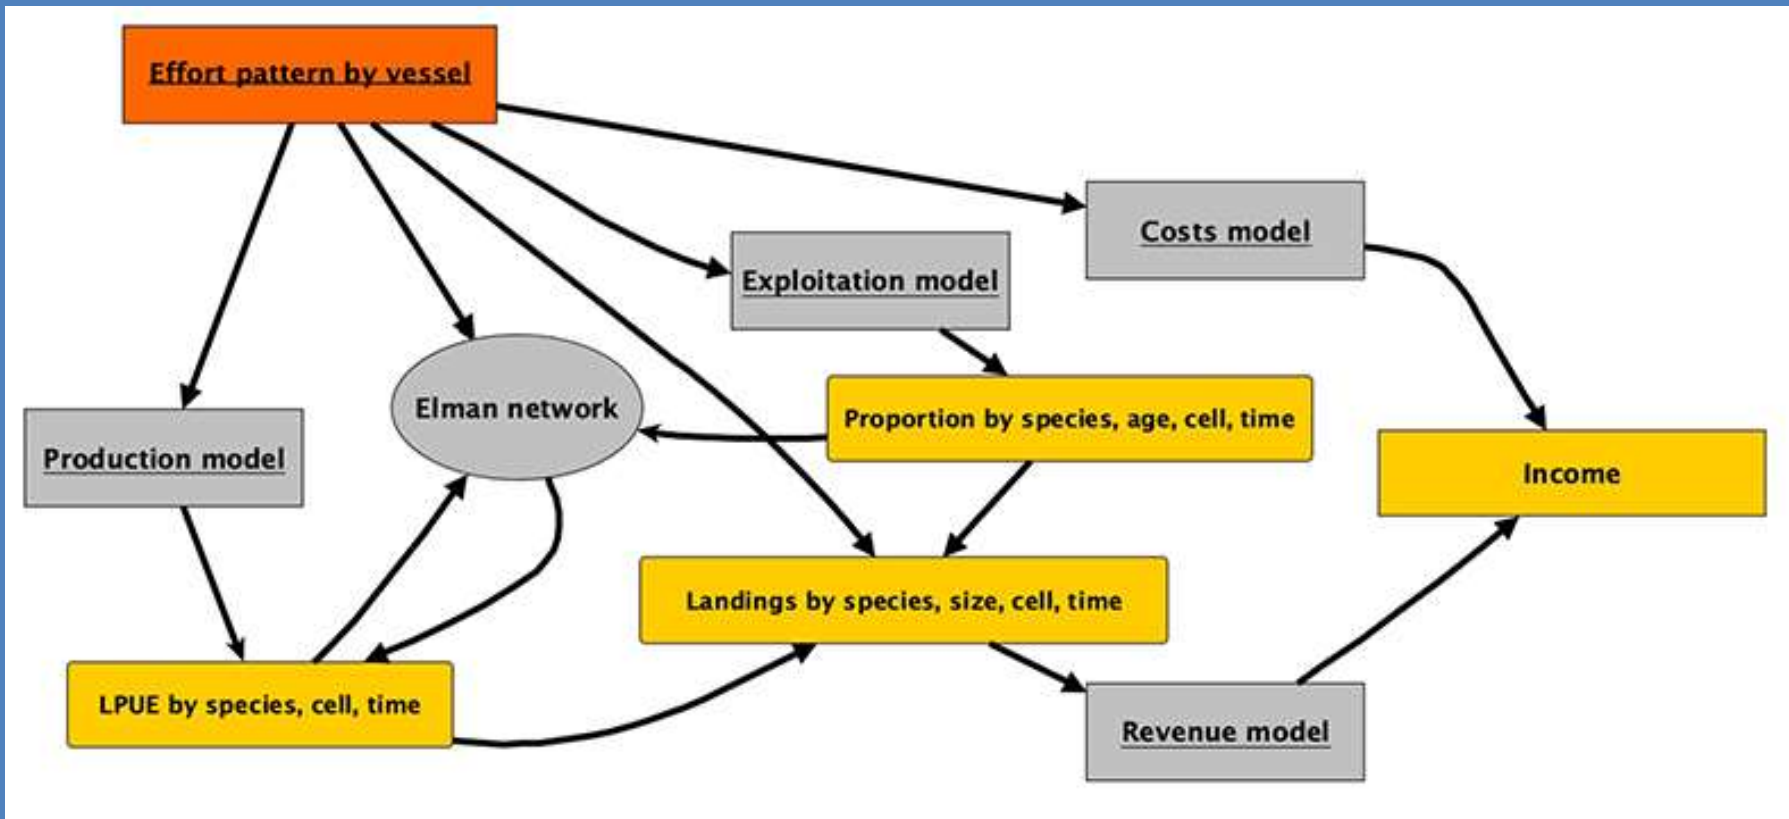 Effort pattern by vessel
Costs model
Exploitation model
Elman network
Proportion by species, age, cell, time
Production model
Income
Landings by species, size, cell, time
LPUE by species, cell, time
Revenue model